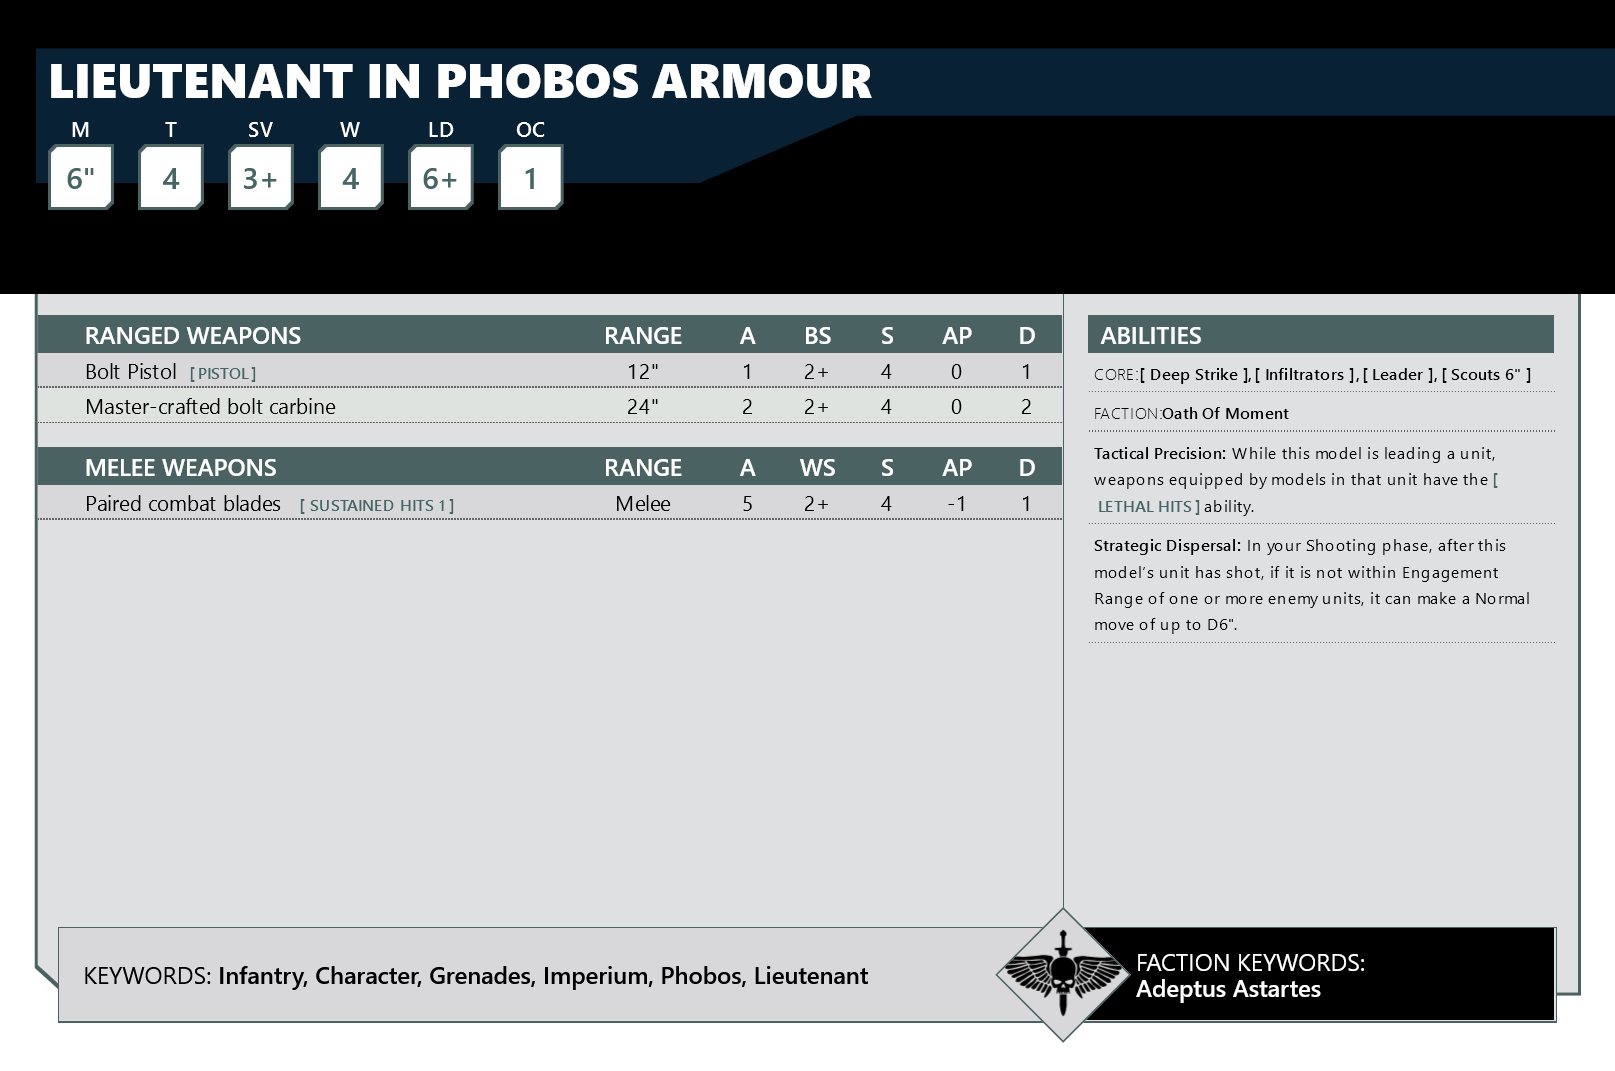 LIEUTENANT IN PHOBOS ARMOUR
M T SV W LD OC
6" 4 3+ 4 6+ 1
RANGED WEAPONS RANGE A BS S AP D
Bolt Pistol [ PISTOL ] 12" 1 2+ 4 0 1
Master-crafted bolt carbine 24" 2 2+ 4 0 2
MELEE WEAPONS RANGE A WS S AP D
Paired combat blades [ SUSTAINED HITS 1 ] Melee 5 2+ 4 -1 1
ABILITIES
CORE:[ Deep Strike ], [ Infiltrators ], [ Leader ], [ Scouts 6" ]
FACTION:Oath Of Moment
Tactical Precision: While this model is leading a unit,
weapons equipped by models in that unit have the [
LETHAL HITS ] ability.
Strategic Dispersal: In your Shooting phase, after this
model’s unit has shot, if it is not within Engagement
Range of one or more enemy units, it can make a Normal
move of up to D6".
KEYWORDS: Infantry, Character, Grenades, Imperium, Phobos, Lieutenant
FACTION KEYWORDS:
Adeptus Astartes